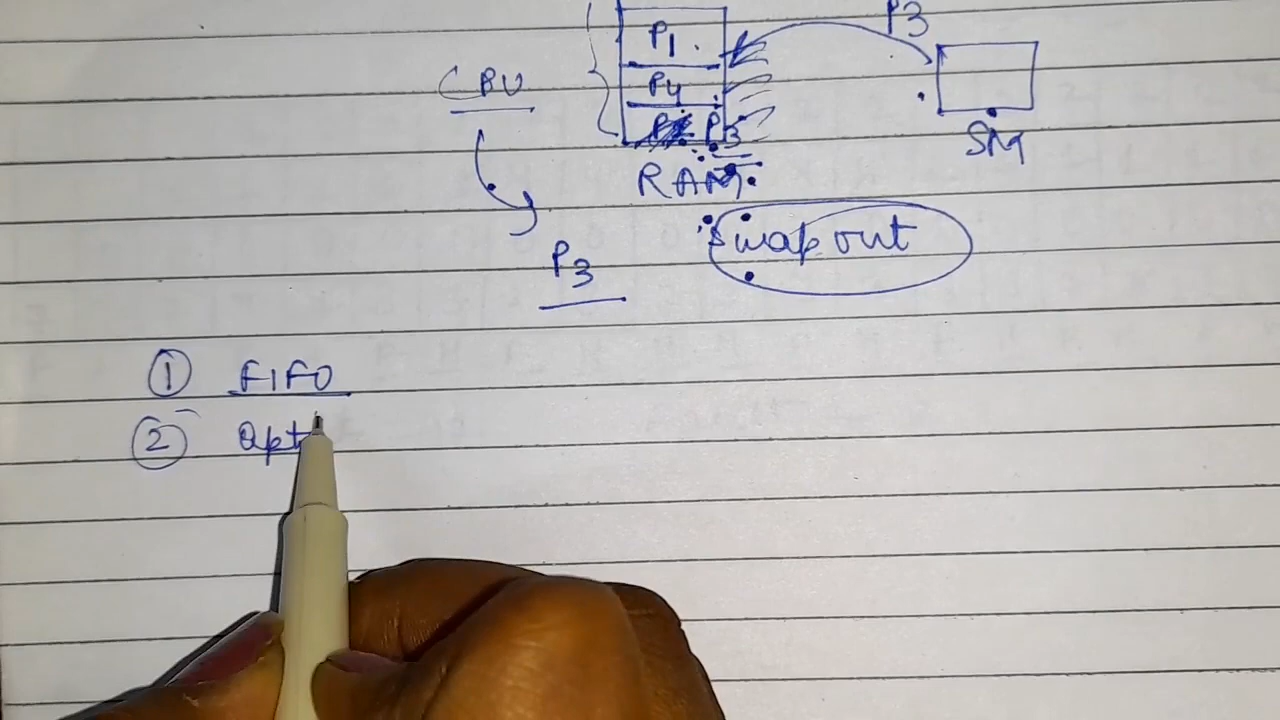 P3
P1
CPU
P4
P3
SM
RAM
swap out
P3
① FIFO
② Opt